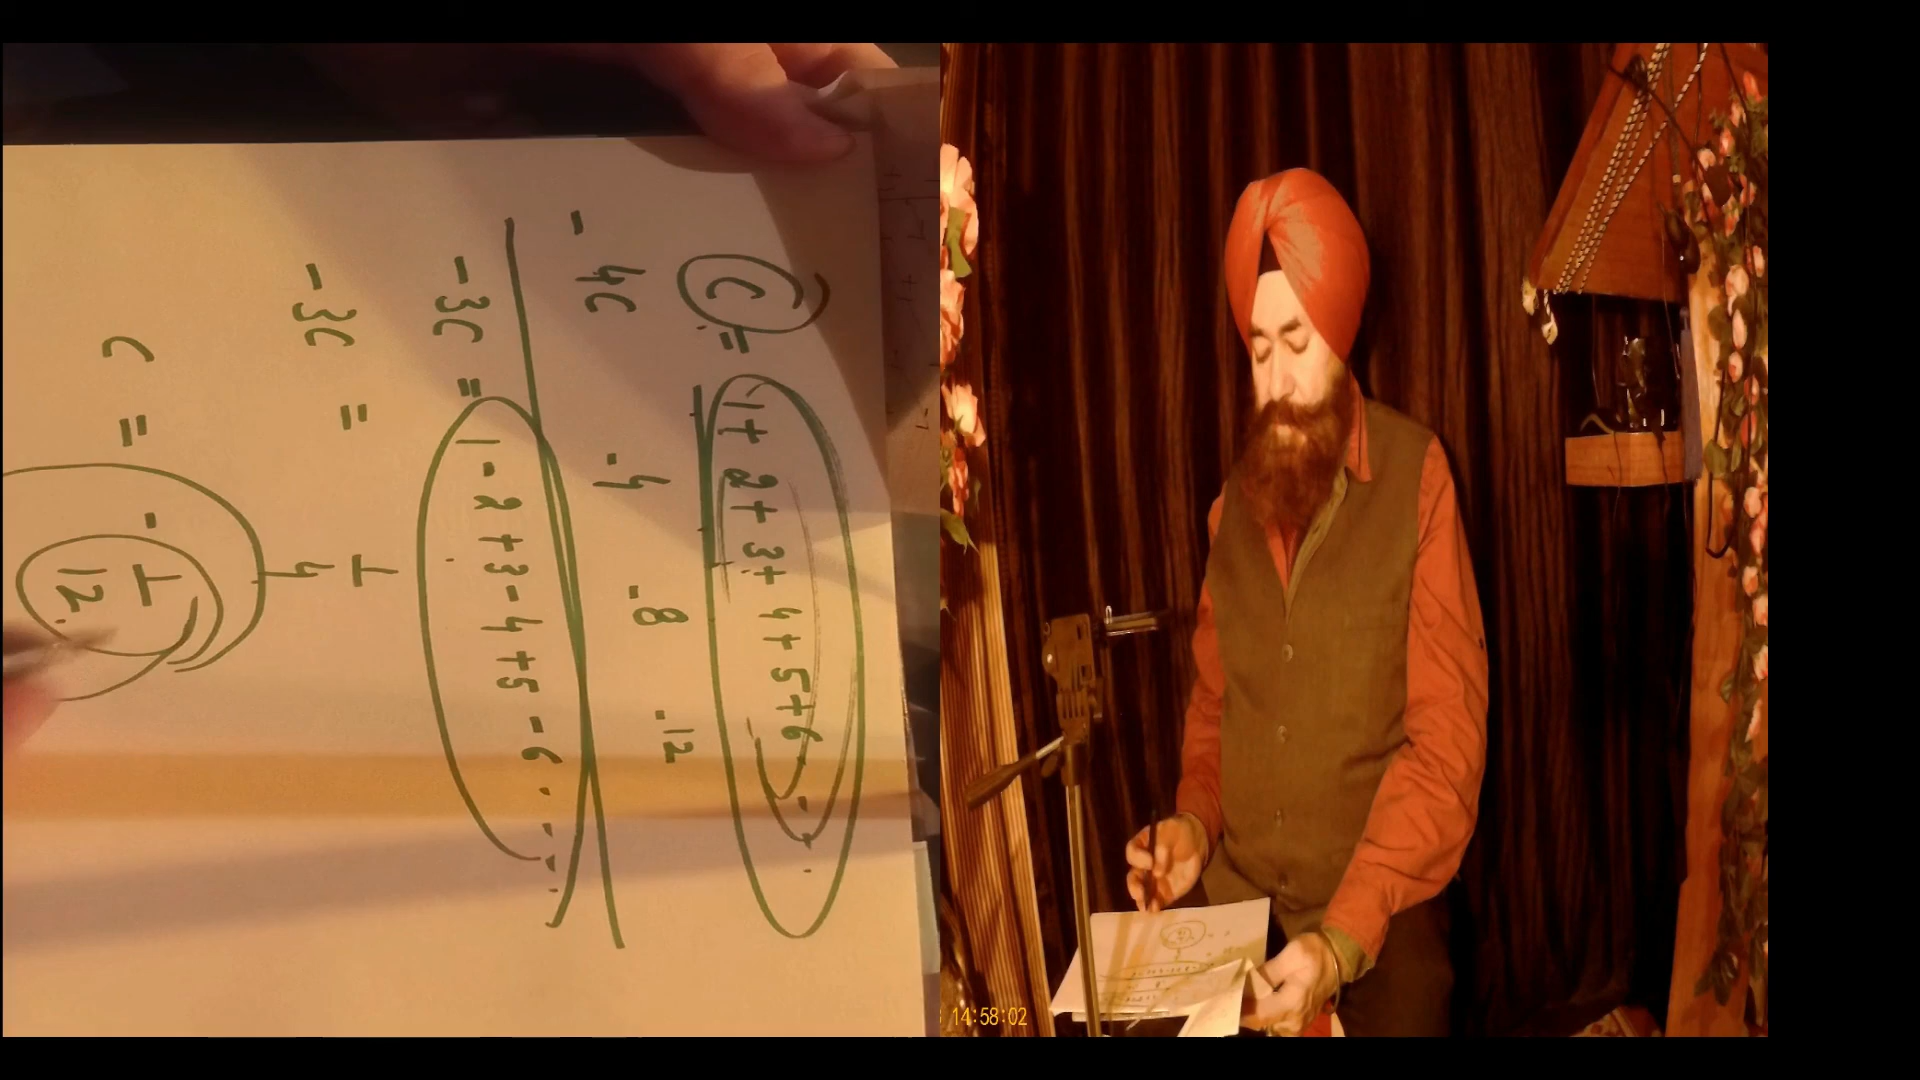 C = 1 + 2 + 3 + 4 + 5 + 6 - - -
- 4C -4 -8 -12
-3C = 1 - 2 + 3 - 4 + 5 - 6 - - -
-3C = 1/4
C = - 1/12
14:58:02